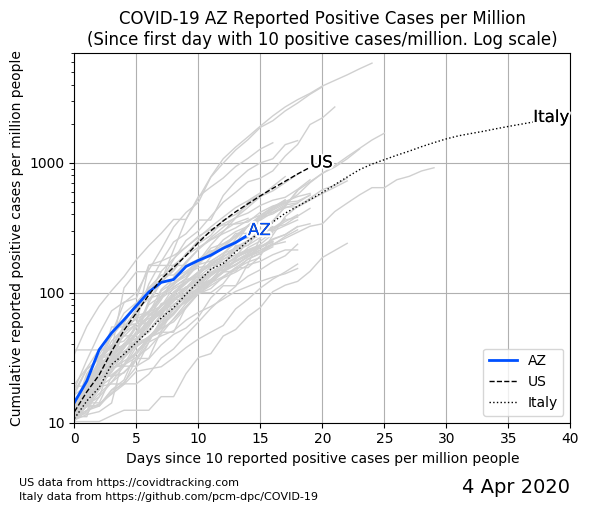 COVID-19 AZ Reported Positive Cases per Million
(Since first day with 10 positive cases/million. Log scale)
Cumulative reported positive cases per million people
1000
100
10
Italy
US
AZ
AZ
US
Italy
0 5 10 15 20 25 30 35 40
Days since 10 reported positive cases per million people
US data from https://covidtracking.com
Italy data from https://github.com/pcm-dpc/COVID-19
4 Apr 2020